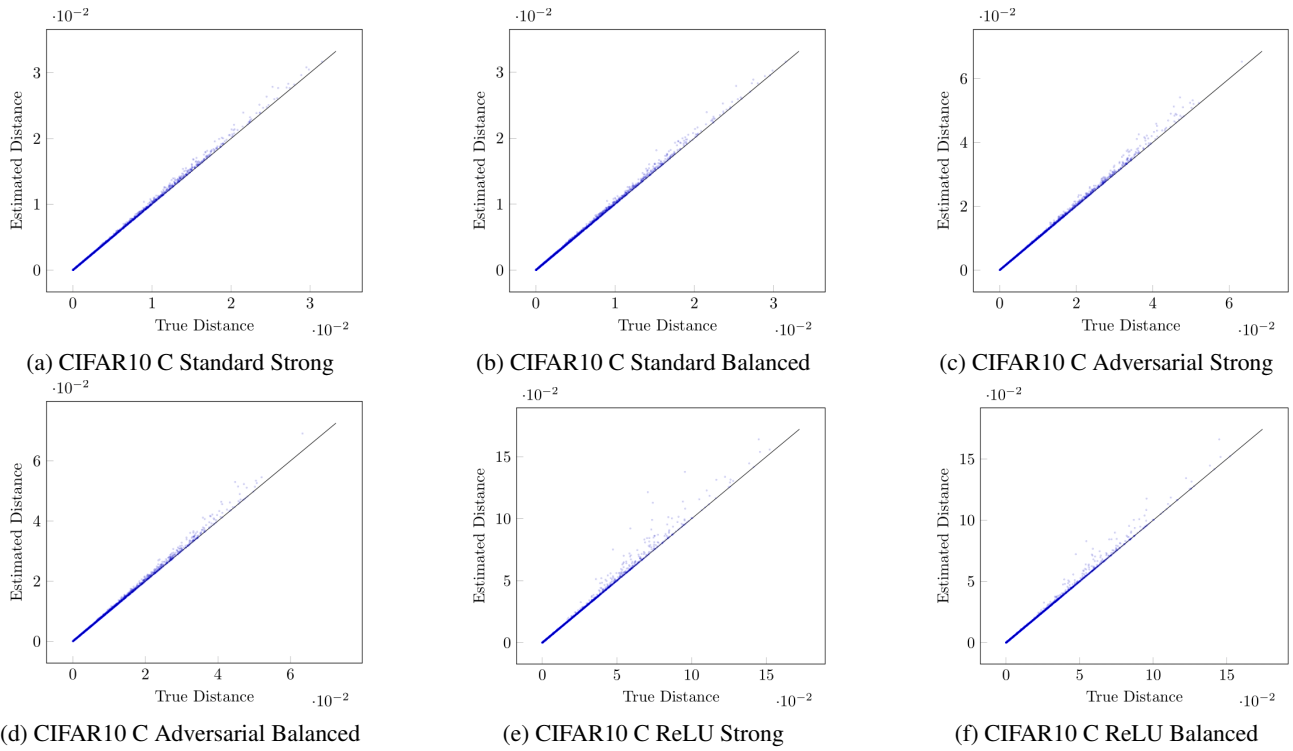 ·10⁻² ·10⁻² ·10⁻²
3 3 6
2 2 4
1 1 2
0 0 0
Estimated Distance Estimated Distance Estimated Distance
0 1 2 3 0 1 2 3 0 2 4 6
True Distance ·10⁻² True Distance ·10⁻² True Distance ·10⁻²
(a) CIFAR10 C Standard Strong (b) CIFAR10 C Standard Balanced (c) CIFAR10 C Adversarial Strong
·10⁻² ·10⁻² ·10⁻²
6 15 15
4 10 10
2 5 5
0 0 0
Estimated Distance Estimated Distance Estimated Distance
0 2 4 6 0 5 10 15 0 5 10 15
True Distance ·10⁻² True Distance ·10⁻² True Distance ·10⁻²
(d) CIFAR10 C Adversarial Balanced (e) CIFAR10 C ReLU Strong (f) CIFAR10 C ReLU Balanced